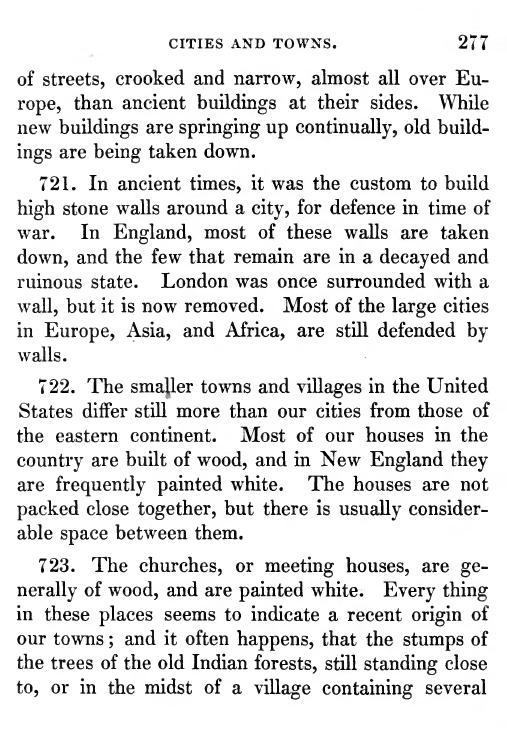 CITIES AND TOWNS. 277
of streets, crooked and narrow, almost all over Eu-
rope, than ancient buildings at their sides. While
new buildings are springing up continually, old build-
ings are being taken down.
721. In ancient times, it was the custom to build
high stone walls around a city, for defence in time of
war. In England, most of these walls are taken
down, and the few that remain are in a decayed and
ruinous state. London was once surrounded with a
wall, but it is now removed. Most of the large cities
in Europe, Asia, and Africa, are still defended by
walls.
722. The smaller towns and villages in the United
States differ still more than our cities from those of
the eastern continent. Most of our houses in the
country are built of wood, and in New England they
are frequently painted white. The houses are not
packed close together, but there is usually consider-
able space between them.
723. The churches, or meeting houses, are ge-
nerally of wood, and are painted white. Every thing
in these places seems to indicate a recent origin of
our towns; and it often happens, that the stumps of
the trees of the old Indian forests, still standing close
to, or in the midst of a village containing several